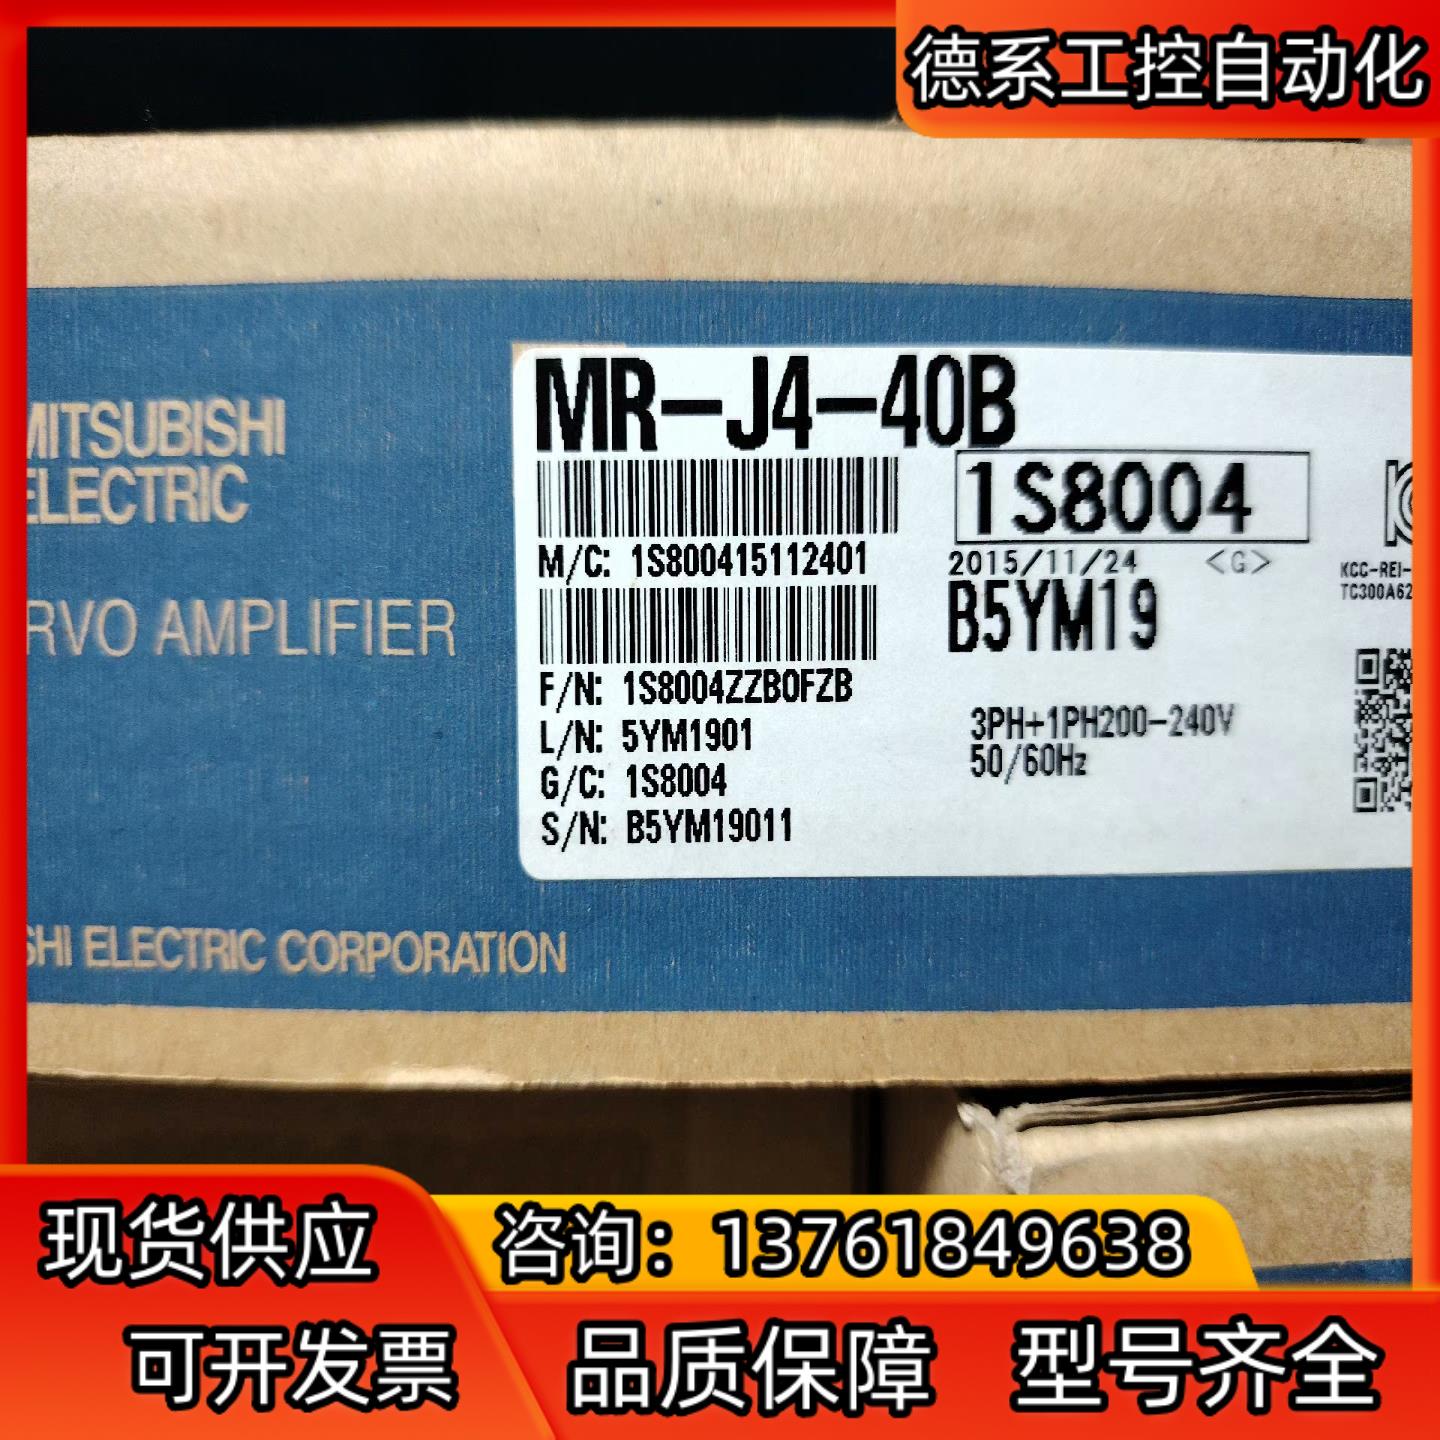 德系工控自动化
MITSUBISHI
ELECTRIC
RVO AMPLIFIER
SHI ELECTRIC CORPORATION
MR-J4-40B
1S8004
M/C: 1S800415112401
2015/11/24 <G>
B5YM19
KCC-REI-
TC300A62
F/N: 1S8004ZZB0FZB
L/N: 5YM1901
G/C: 1S8004
S/N: B5YM19011
3PH+1PH200-240V
50/60Hz
现货供应
咨询：13761849638
可开发票
品质保障
型号齐全